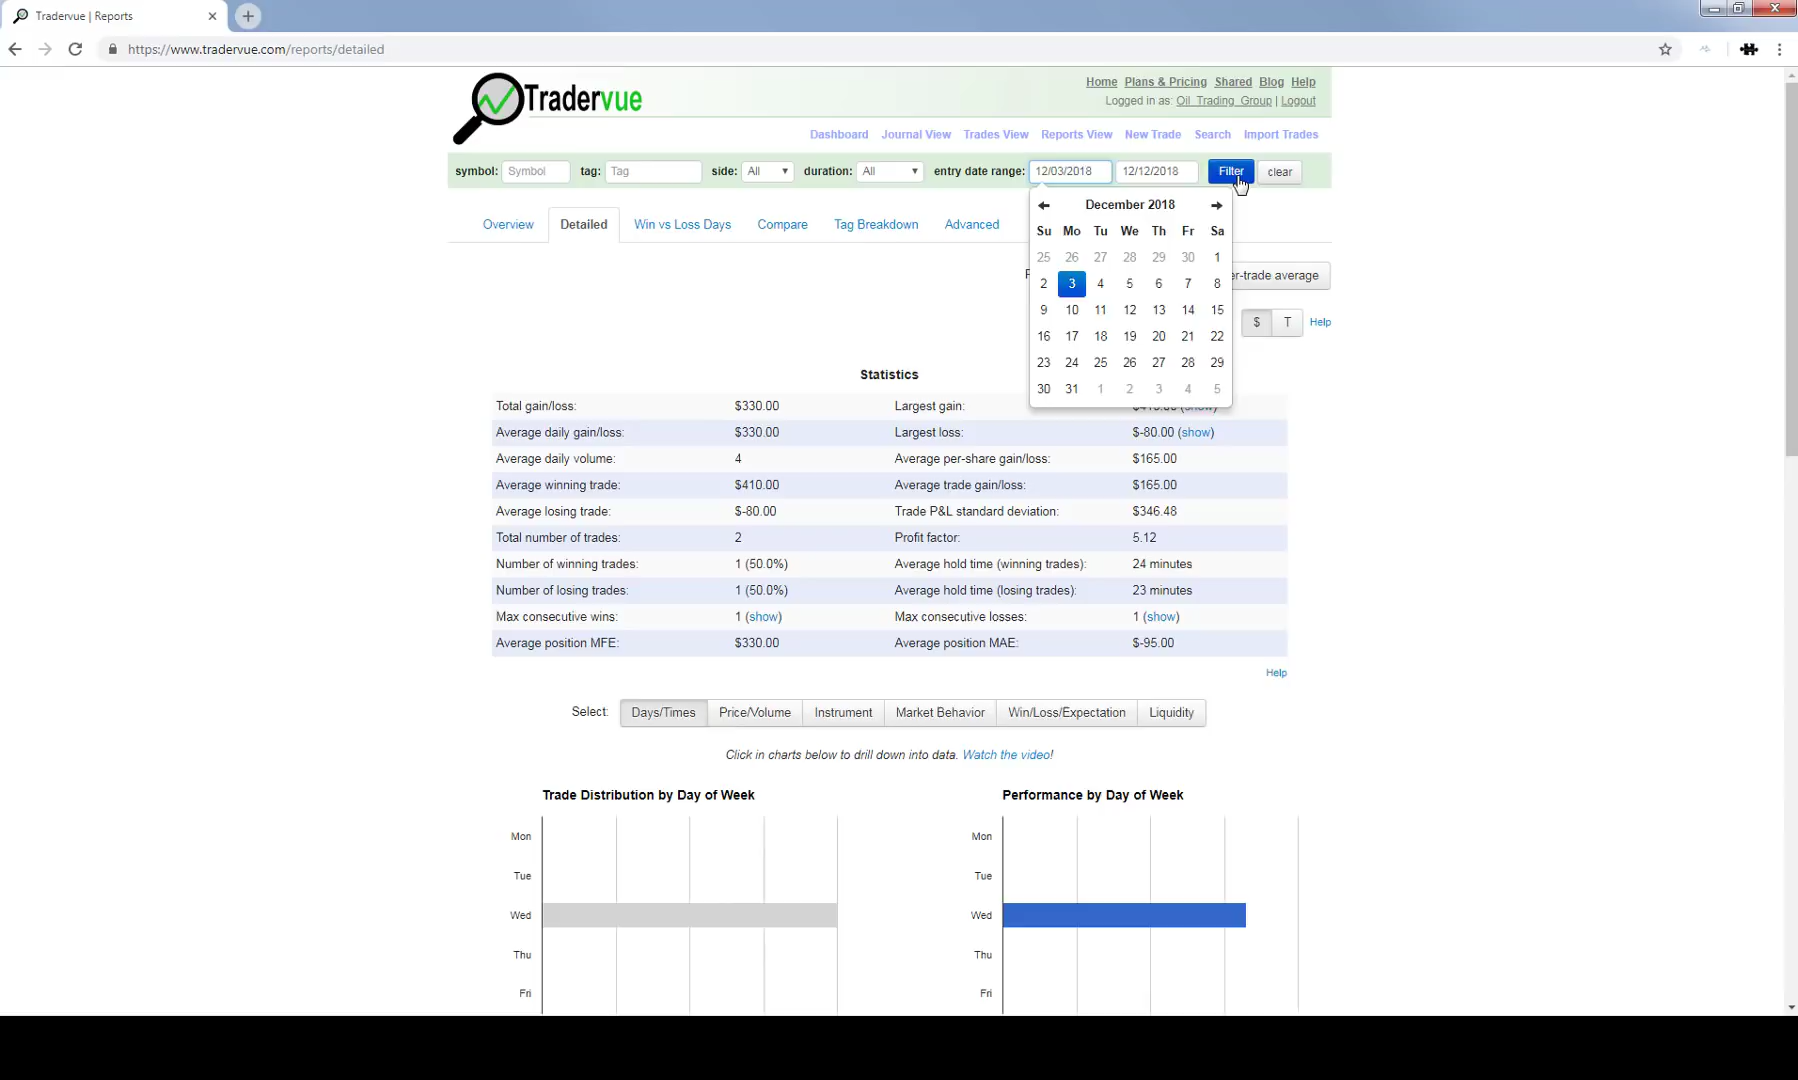 Tradervue | Reports
https://www.tradervue.com/reports/detailed
Tradervue
Home Plans & Pricing Shared Blog Help
Logged in as: Oil_Trading_Group | Logout
Dashboard Journal View Trades View Reports View New Trade Search Import Trades
symbol: Symbol tag: Tag side: All duration: All entry date range: 12/03/2018 12/12/2018 Filter clear
December 2018
Su Mo Tu We Th Fr Sa
25 26 27 28 29 30 1
2 3 4 5 6 7 8
9 10 11 12 13 14 15
16 17 18 19 20 21 22
23 24 25 26 27 28 29
30 31 1 2 3 4 5
Overview Detailed Win vs Loss Days Compare Tag Breakdown Advanced
er-trade average
$ T Help
Statistics
Total gain/loss: $330.00 Largest gain:
Average daily gain/loss: $330.00 Largest loss: $-80.00 (show)
Average daily volume: 4 Average per-share gain/loss: $165.00
Average winning trade: $410.00 Average trade gain/loss: $165.00
Average losing trade: $-80.00 Trade P&L standard deviation: $346.48
Total number of trades: 2 Profit factor: 5.12
Number of winning trades: 1 (50.0%) Average hold time (winning trades): 24 minutes
Number of losing trades: 1 (50.0%) Average hold time (losing trades): 23 minutes
Max consecutive wins: 1 (show) Max consecutive losses: 1 (show)
Average position MFE: $330.00 Average position MAE: $-95.00
Help
Select: Days/Times Price/Volume Instrument Market Behavior Win/Loss/Expectation Liquidity
Click in charts below to drill down into data. Watch the video!
Trade Distribution by Day of Week Performance by Day of Week
Mon Mon
Tue Tue
Wed Wed
Thu Thu
Fri Fri